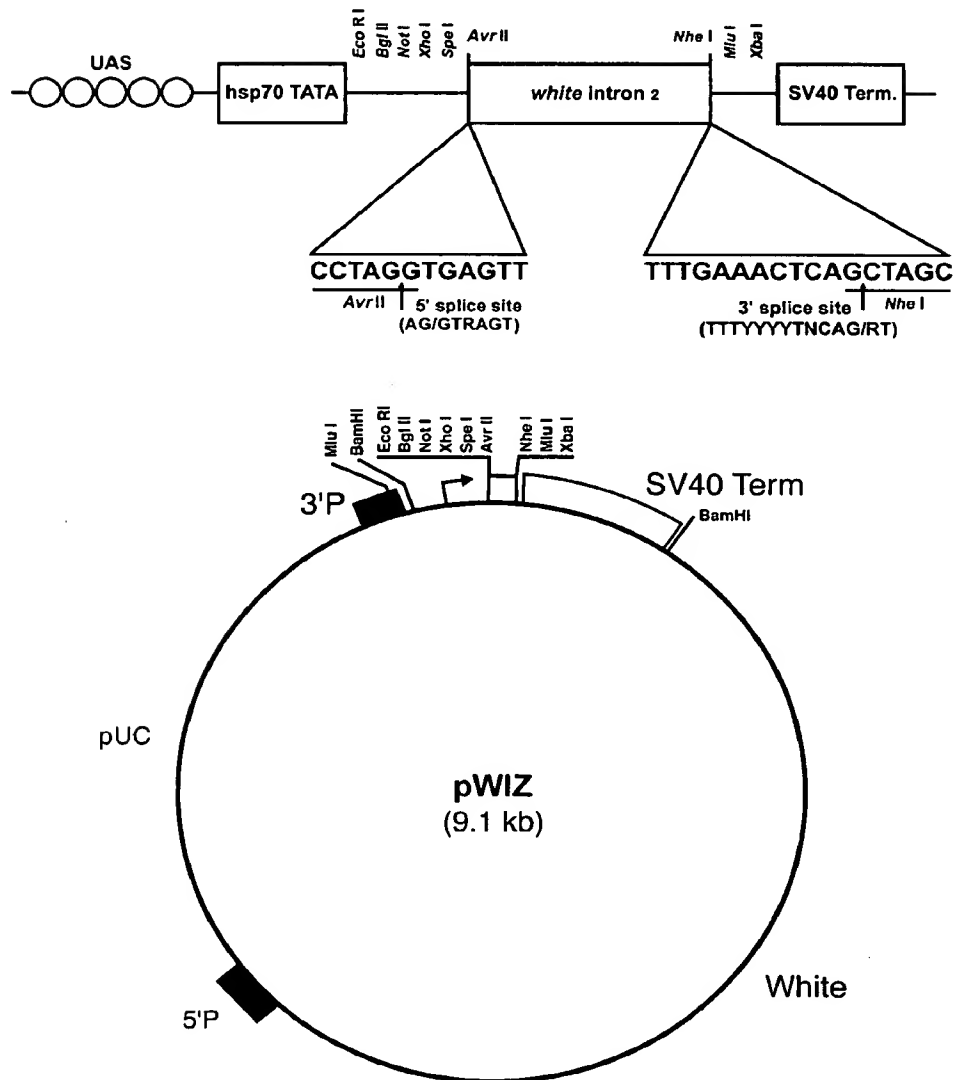 Eco RI
Bgl II
Not I
Xho I
Spe I
Avr II
Nhe I
Mlu I
Xba I
UAS
hsp70 TATA
white intron 2
SV40 Term.
CCTAGGTGAGTT
TTTGAAACTCAGCTAGC
Avr II
5' splice site
(AG/GTRAGT)
3' splice site
(TTTYYYYTNCAG/RT)
Nhe I
Mlu I
BamHI
Eco RI
Bgl II
Not I
Xho I
Spe I
Avr II
Nhe I
Mlu I
Xba I
3'P
SV40 Term
BamHI
pUC
pWIZ
(9.1 kb)
White
5'P